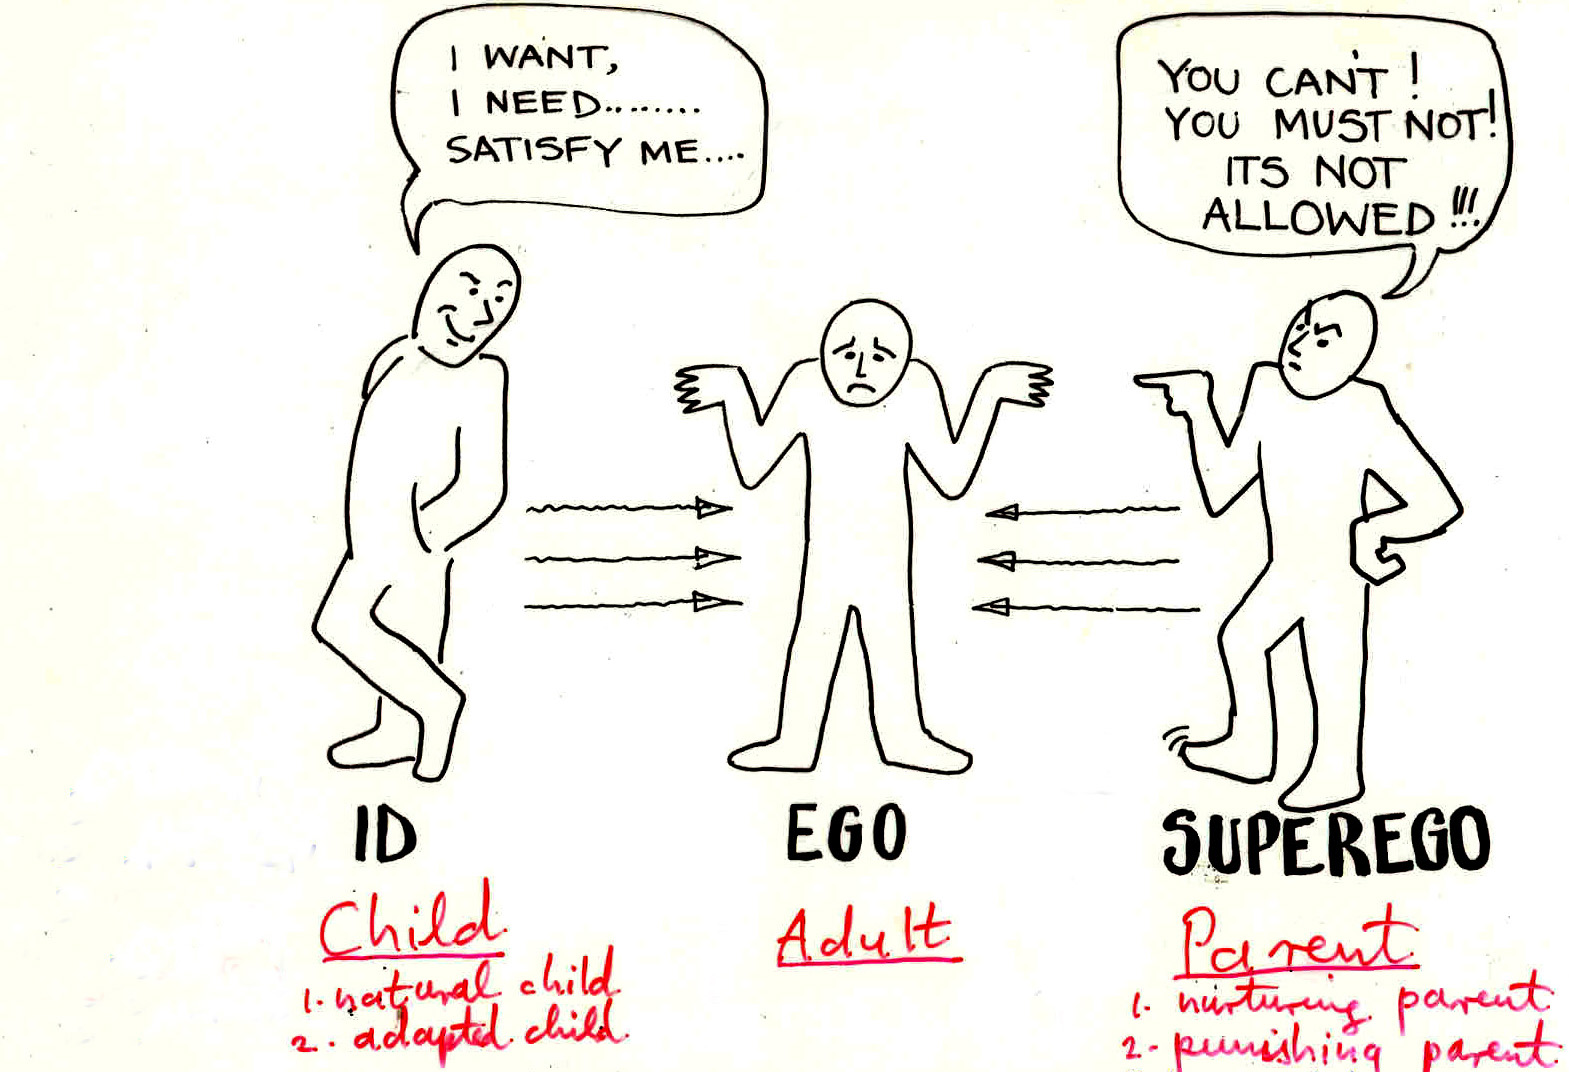 I WANT,
I NEED........
SATISFY ME....
YOU CAN'T !
YOU MUST NOT!
ITS NOT
ALLOWED !!!
ID
EGO
SUPEREGO
Child
1. natural child
2. adapted child.
Adult
Parent
1. nurturing parent
2- punishing parent